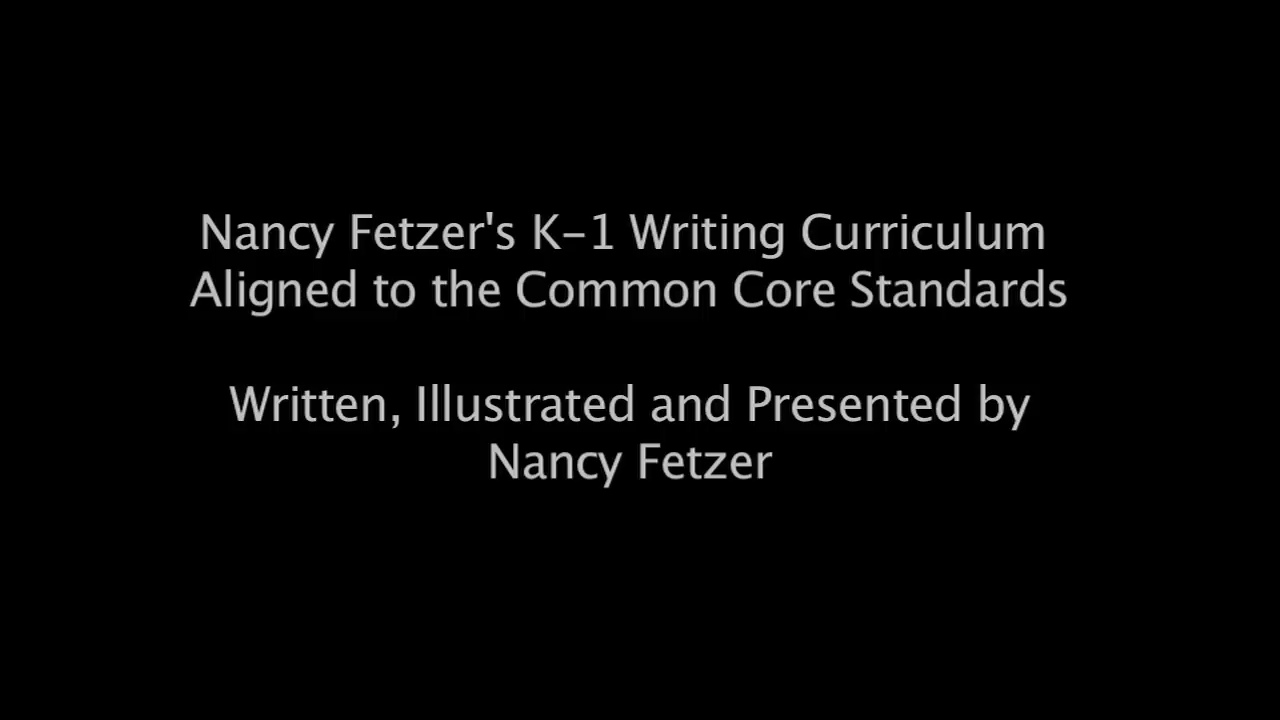 Nancy Fetzer's K-1 Writing Curriculum
Aligned to the Common Core Standards
Written, Illustrated and Presented by
Nancy Fetzer